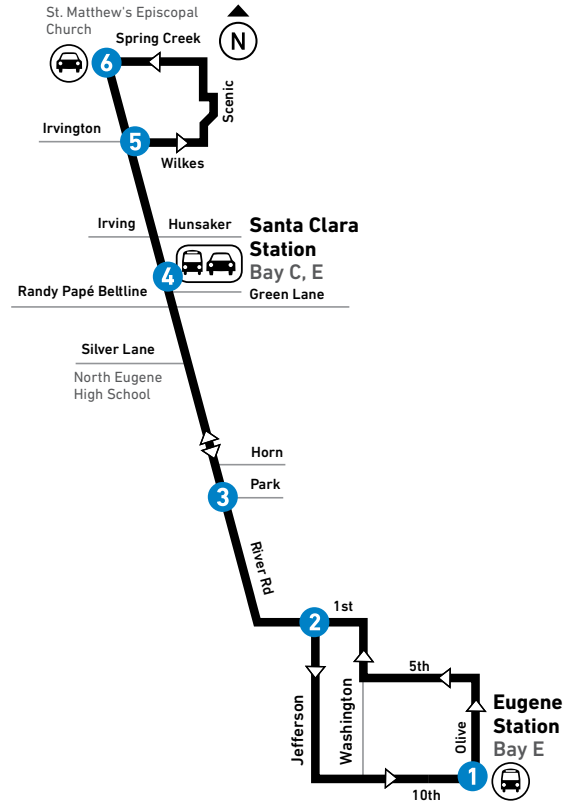 St. Matthew's Episcopal
Church
Spring Creek
N
6
Scenic
Irvington
5
Wilkes
Irving
Hunsaker
Santa Clara
Station
Bay C, E
4
Randy Papé Beltline
Green Lane
Silver Lane
North Eugene
High School
Horn
Park
3
River Rd
1st
2
5th
Jefferson
Washington
Olive
Eugene
Station
Bay E
1
10th